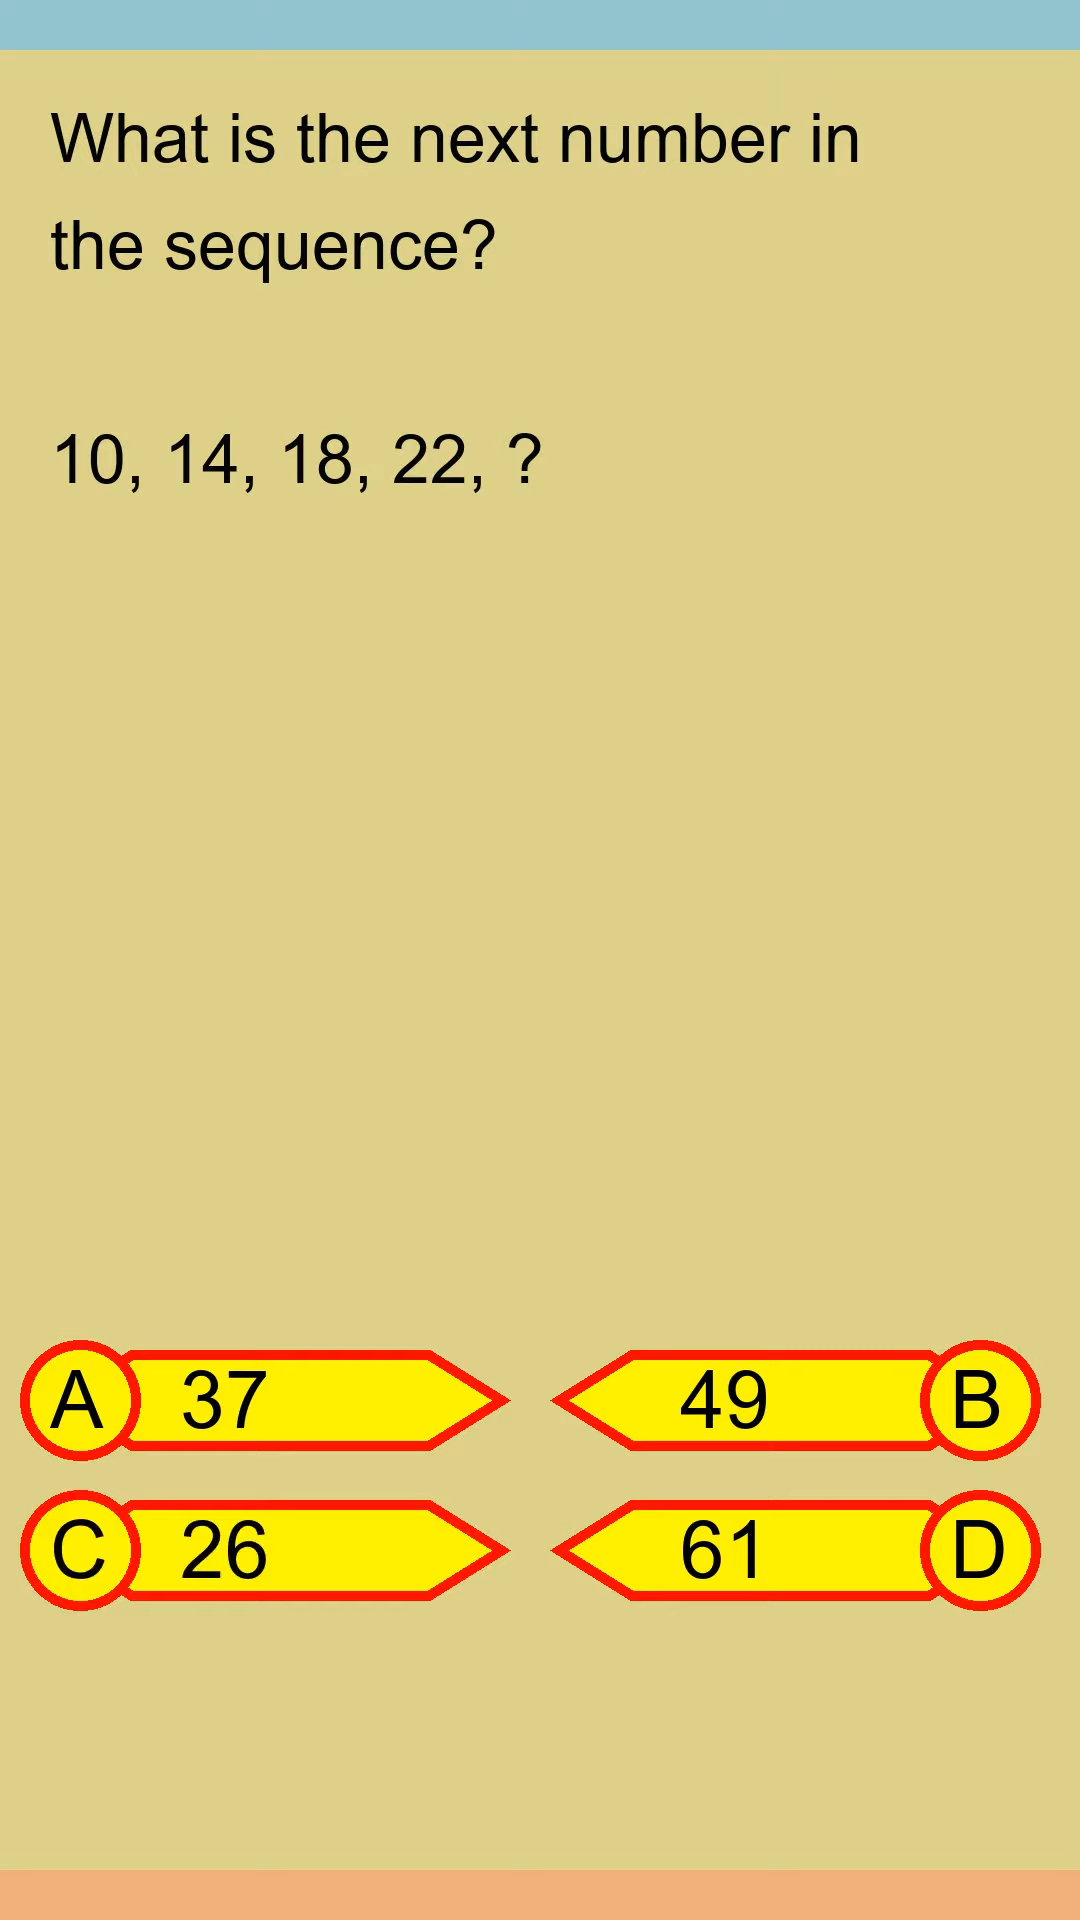 What is the next number in
the sequence?
10, 14, 18, 22, ?
A 37
49 B
C 26
61 D